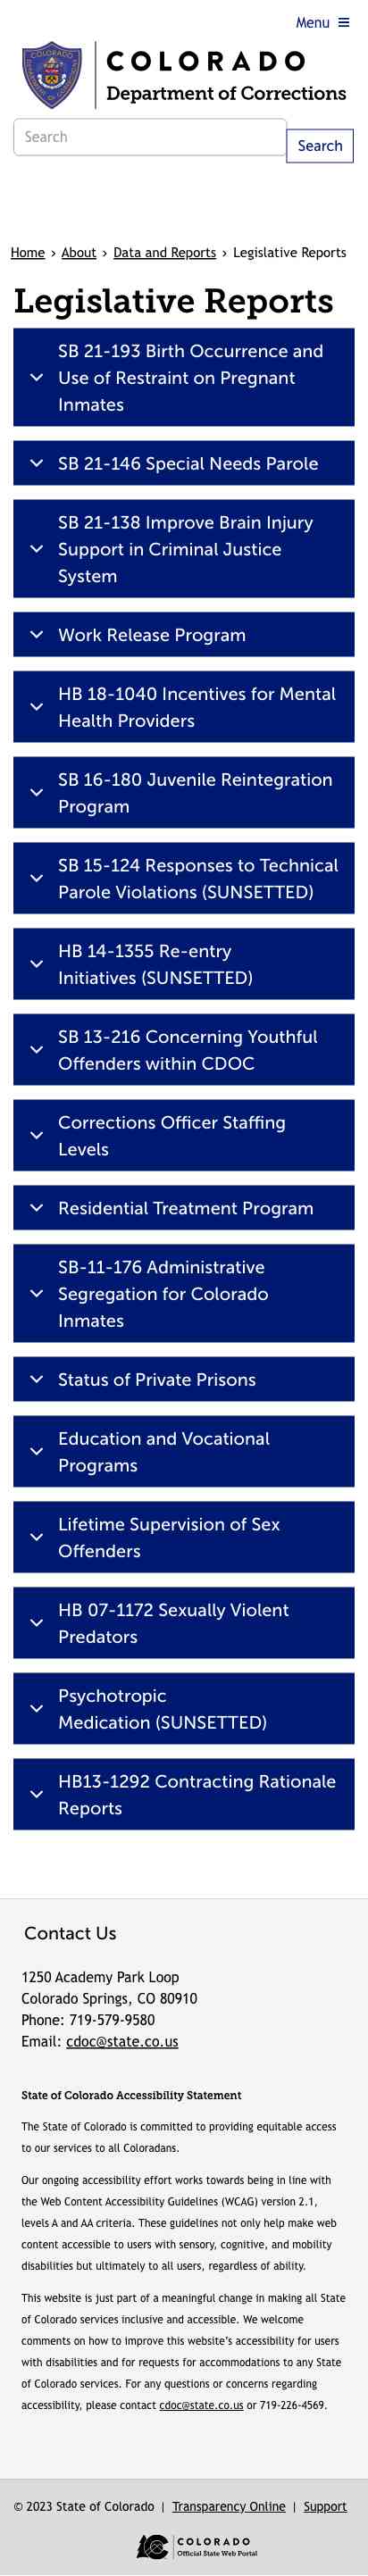 Menu
COLORADO
Department of Corrections
Search
Search
Home › About › Data and Reports › Legislative Reports
Legislative Reports
SB 21-193 Birth Occurrence and
Use of Restraint on Pregnant
Inmates
SB 21-146 Special Needs Parole
SB 21-138 Improve Brain Injury
Support in Criminal Justice
System
Work Release Program
HB 18-1040 Incentives for Mental
Health Providers
SB 16-180 Juvenile Reintegration
Program
SB 15-124 Responses to Technical
Parole Violations (SUNSETTED)
HB 14-1355 Re-entry
Initiatives (SUNSETTED)
SB 13-216 Concerning Youthful
Offenders within CDOC
Corrections Officer Staffing
Levels
Residential Treatment Program
SB-11-176 Administrative
Segregation for Colorado
Inmates
Status of Private Prisons
Education and Vocational
Programs
Lifetime Supervision of Sex
Offenders
HB 07-1172 Sexually Violent
Predators
Psychotropic
Medication (SUNSETTED)
HB13-1292 Contracting Rationale
Reports
Contact Us
1250 Academy Park Loop
Colorado Springs, CO 80910
Phone: 719-579-9580
Email: cdoc@state.co.us
State of Colorado Accessibility Statement
The State of Colorado is committed to providing equitable access
to our services to all Coloradans.
Our ongoing accessibility effort works towards being in line with
the Web Content Accessibility Guidelines (WCAG) version 2.1,
levels A and AA criteria. These guidelines not only help make web
content accessible to users with sensory, cognitive, and mobility
disabilities but ultimately to all users, regardless of ability.
This website is just part of a meaningful change in making all State
of Colorado services inclusive and accessible. We welcome
comments on how to improve this website's accessibility for users
with disabilities and for requests for accommodations to any State
of Colorado services. For any questions or concerns regarding
accessibility, please contact cdoc@state.co.us or 719-226-4569.
© 2023 State of Colorado | Transparency Online | Support
COLORADO
Official State Web Portal